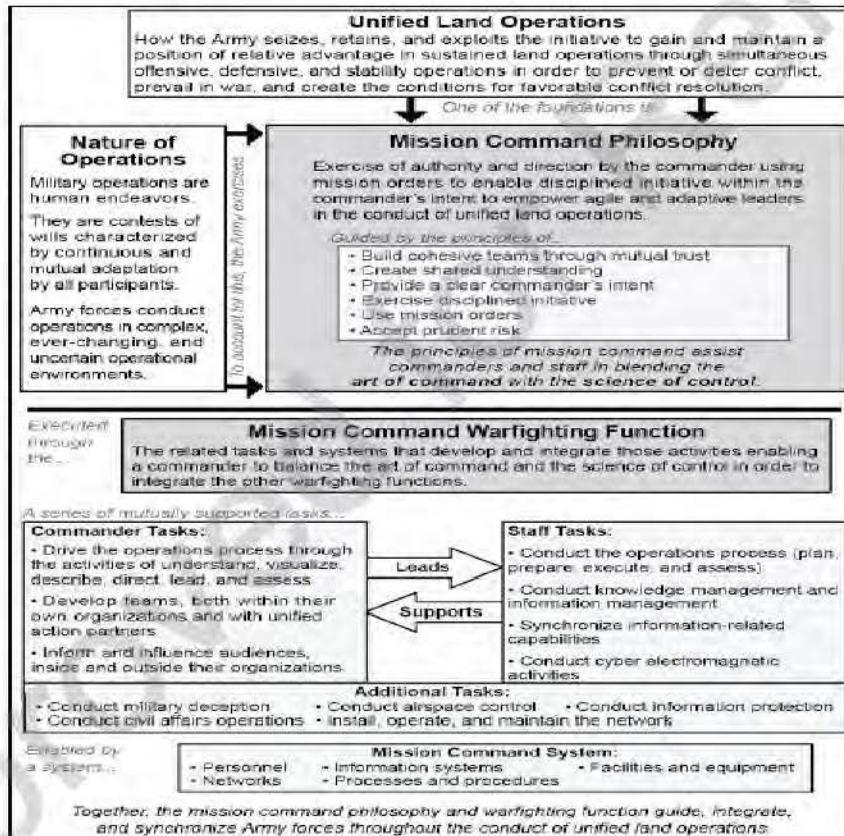 Unified Land Operations
How the Army seizes, retains, and exploits the initiative to gain and maintain a
position of relative advantage in sustained land operations through simultaneous
offensive, defensive, and stability operations in order to prevent or deter conflict,
prevail in war, and create the conditions for favorable conflict resolution.
One of the foundations is
Nature of
Operations
Military operations are
human endeavors.
They are contests of
wills characterized
by continuous and
mutual adaptation
by all participants.
Army forces conduct
operations in complex,
ever-changing, and
uncertain operational
environments.
To account for this, the Army exercises
Mission Command Philosophy
Exercise of authority and direction by the commander using
mission orders to enable disciplined initiative within the
commander's intent to empower agile and adaptive leaders
in the conduct of unified land operations.
Guided by the principles of...
• Build cohesive teams through mutual trust
• Create shared understanding
• Provide a clear commander's intent
• Exercise disciplined initiative
• Use mission orders
• Accept prudent risk
The principles of mission command assist
commanders and staff in blending the
art of command with the science of control.
Executed
through
the...
Mission Command Warfighting Function
The related tasks and systems that develop and integrate those activities enabling
a commander to balance the art of command and the science of control in order to
integrate the other warfighting functions.
A series of mutually supported tasks...
Commander Tasks:
• Drive the operations process through
the activities of understand, visualize,
describe, direct, lead, and assess
• Develop teams, both within their
own organizations and with unified
action partners
• Inform and influence audiences,
inside and outside their organizations
Leads
Supports
Staff Tasks:
• Conduct the operations process (plan,
prepare, execute, and assess)
• Conduct knowledge management and
information management
• Synchronize information-related
capabilities
• Conduct cyber electromagnetic
activities
Additional Tasks:
• Conduct military deception • Conduct airspace control • Conduct information protection
• Conduct civil affairs operations • Install, operate, and maintain the network
Enabled by
a system...
Mission Command System:
• Personnel • Information systems • Facilities and equipment
• Networks • Processes and procedures
Together, the mission command philosophy and warfighting function guide, integrate,
and synchronize Army forces throughout the conduct of unified land operations